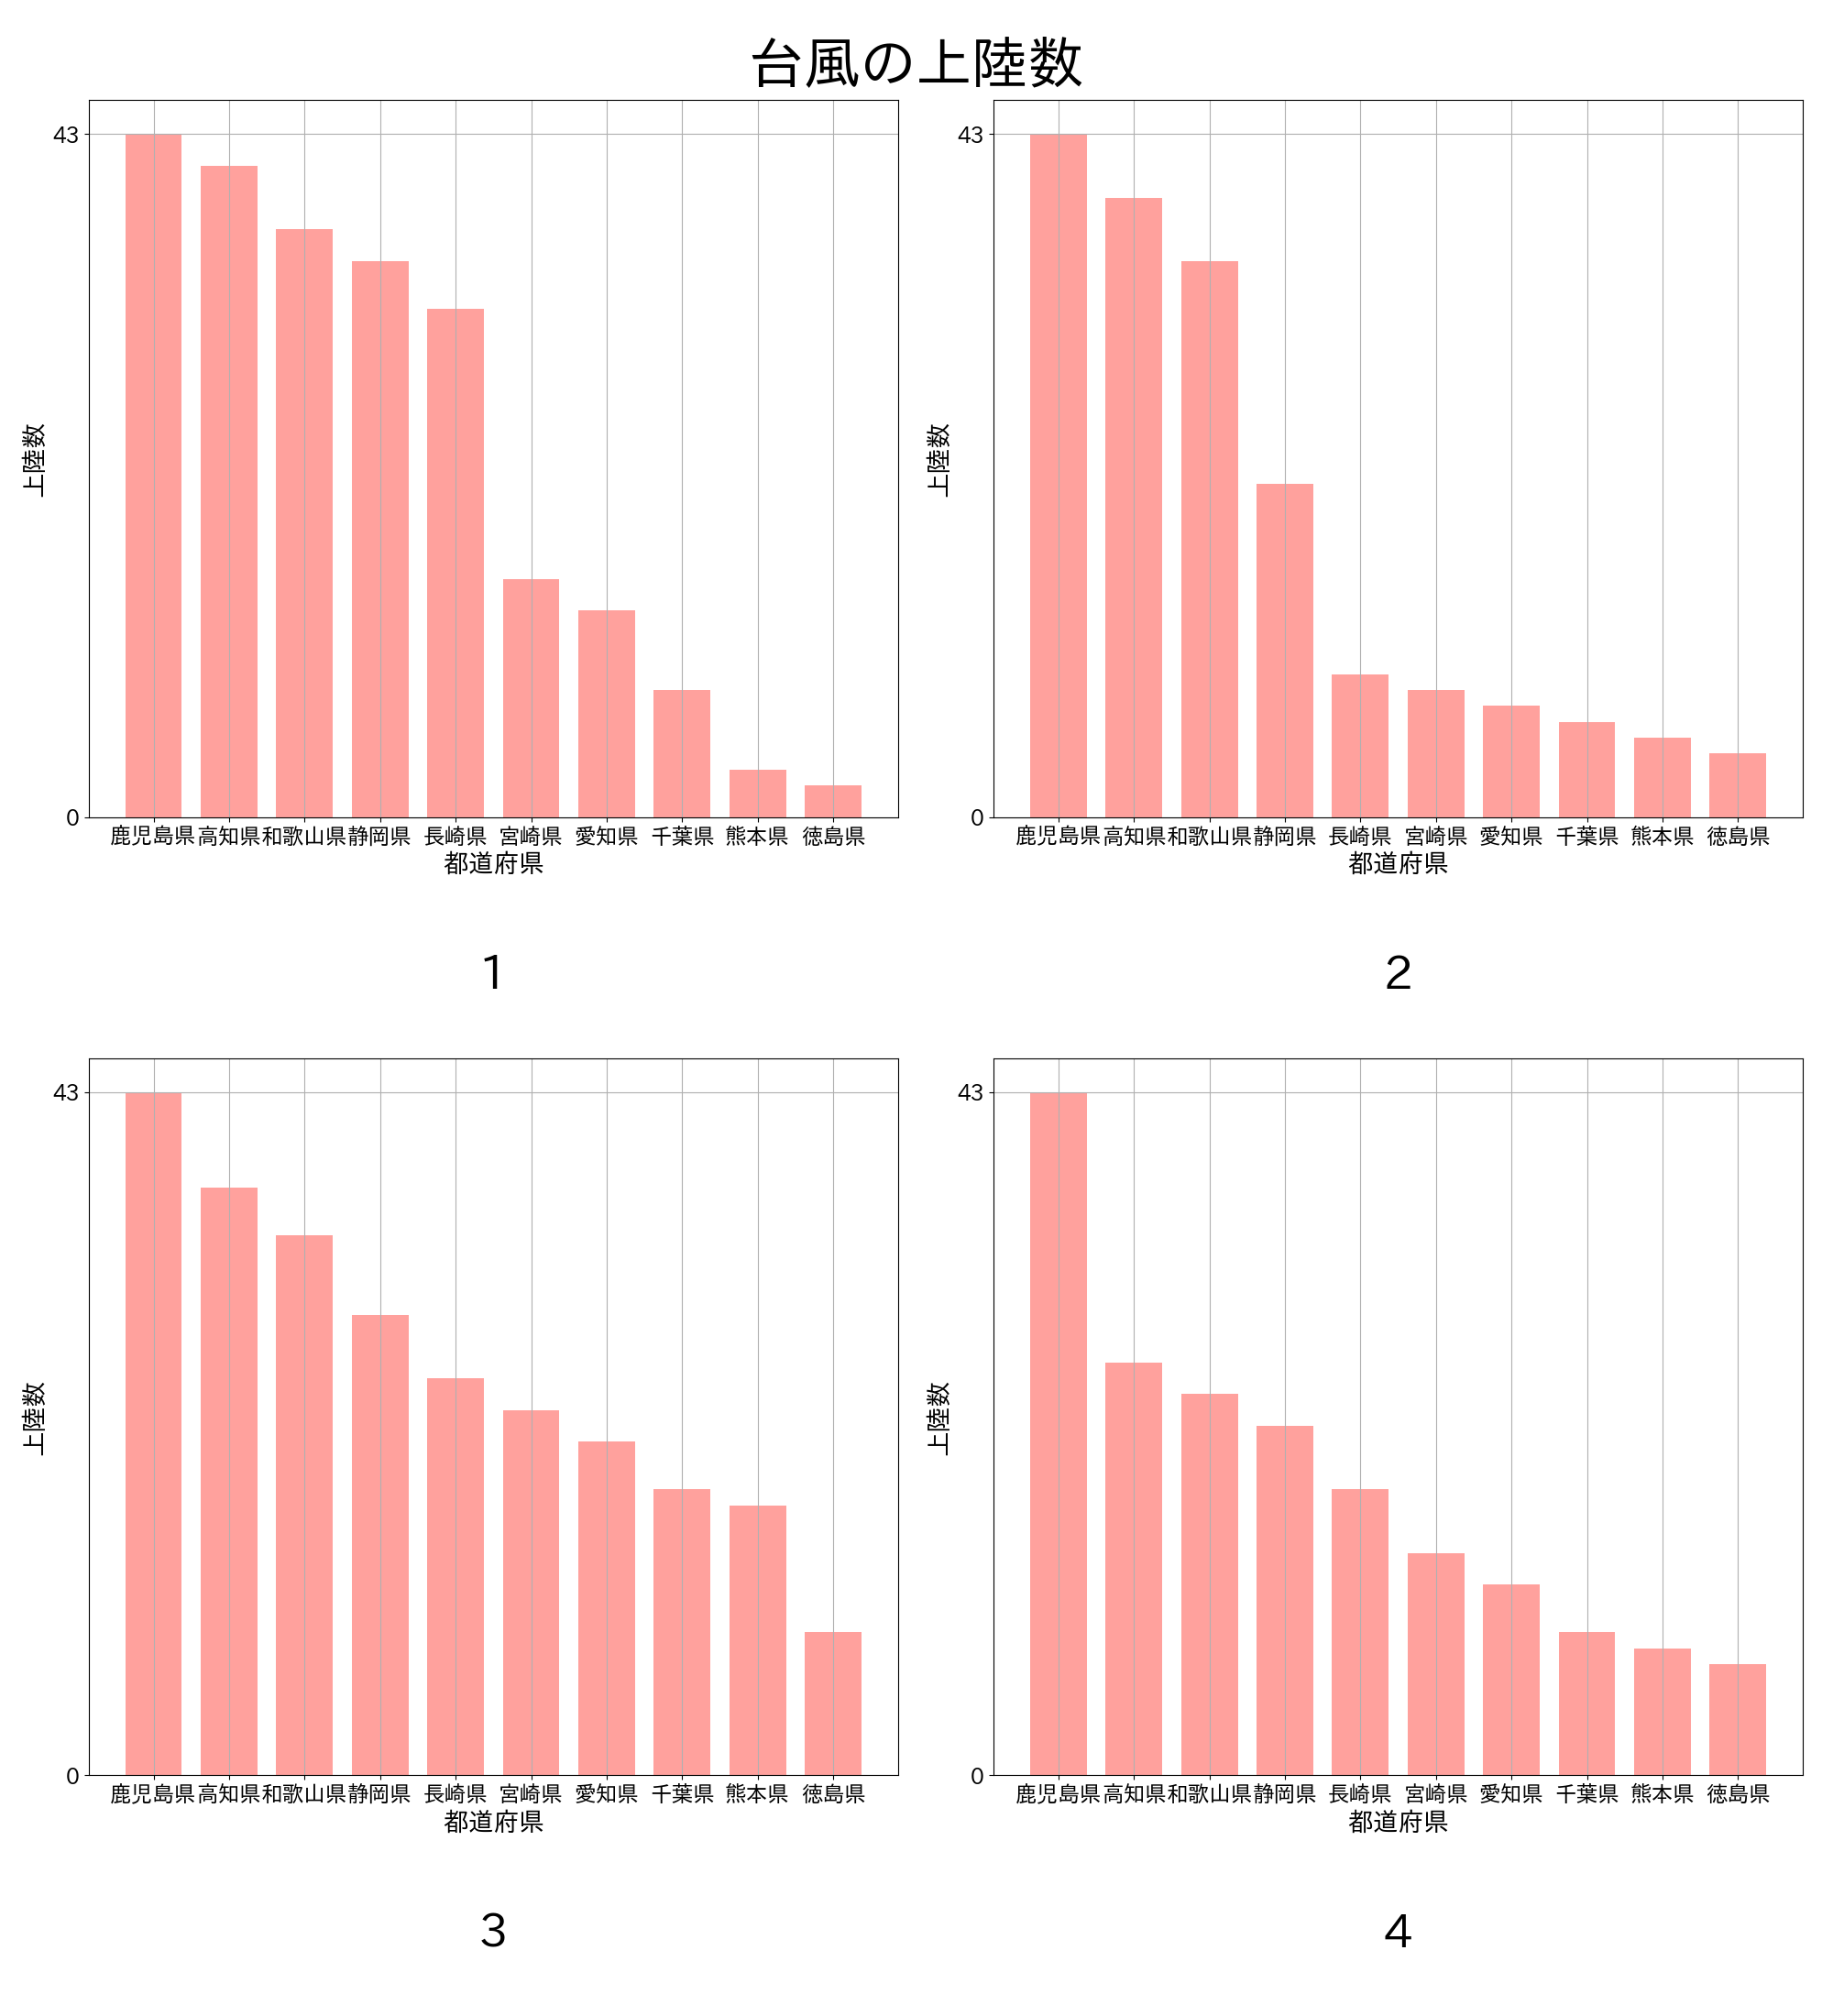 台風の上陸数
43
0
上陸数
鹿児島県 高知県 和歌山県 静岡県 長崎県 宮崎県 愛知県 千葉県 熊本県 徳島県
都道府県
1
43
0
上陸数
鹿児島県 高知県 和歌山県 静岡県 長崎県 宮崎県 愛知県 千葉県 熊本県 徳島県
都道府県
2
43
0
上陸数
鹿児島県 高知県 和歌山県 静岡県 長崎県 宮崎県 愛知県 千葉県 熊本県 徳島県
都道府県
3
43
0
上陸数
鹿児島県 高知県 和歌山県 静岡県 長崎県 宮崎県 愛知県 千葉県 熊本県 徳島県
都道府県
4